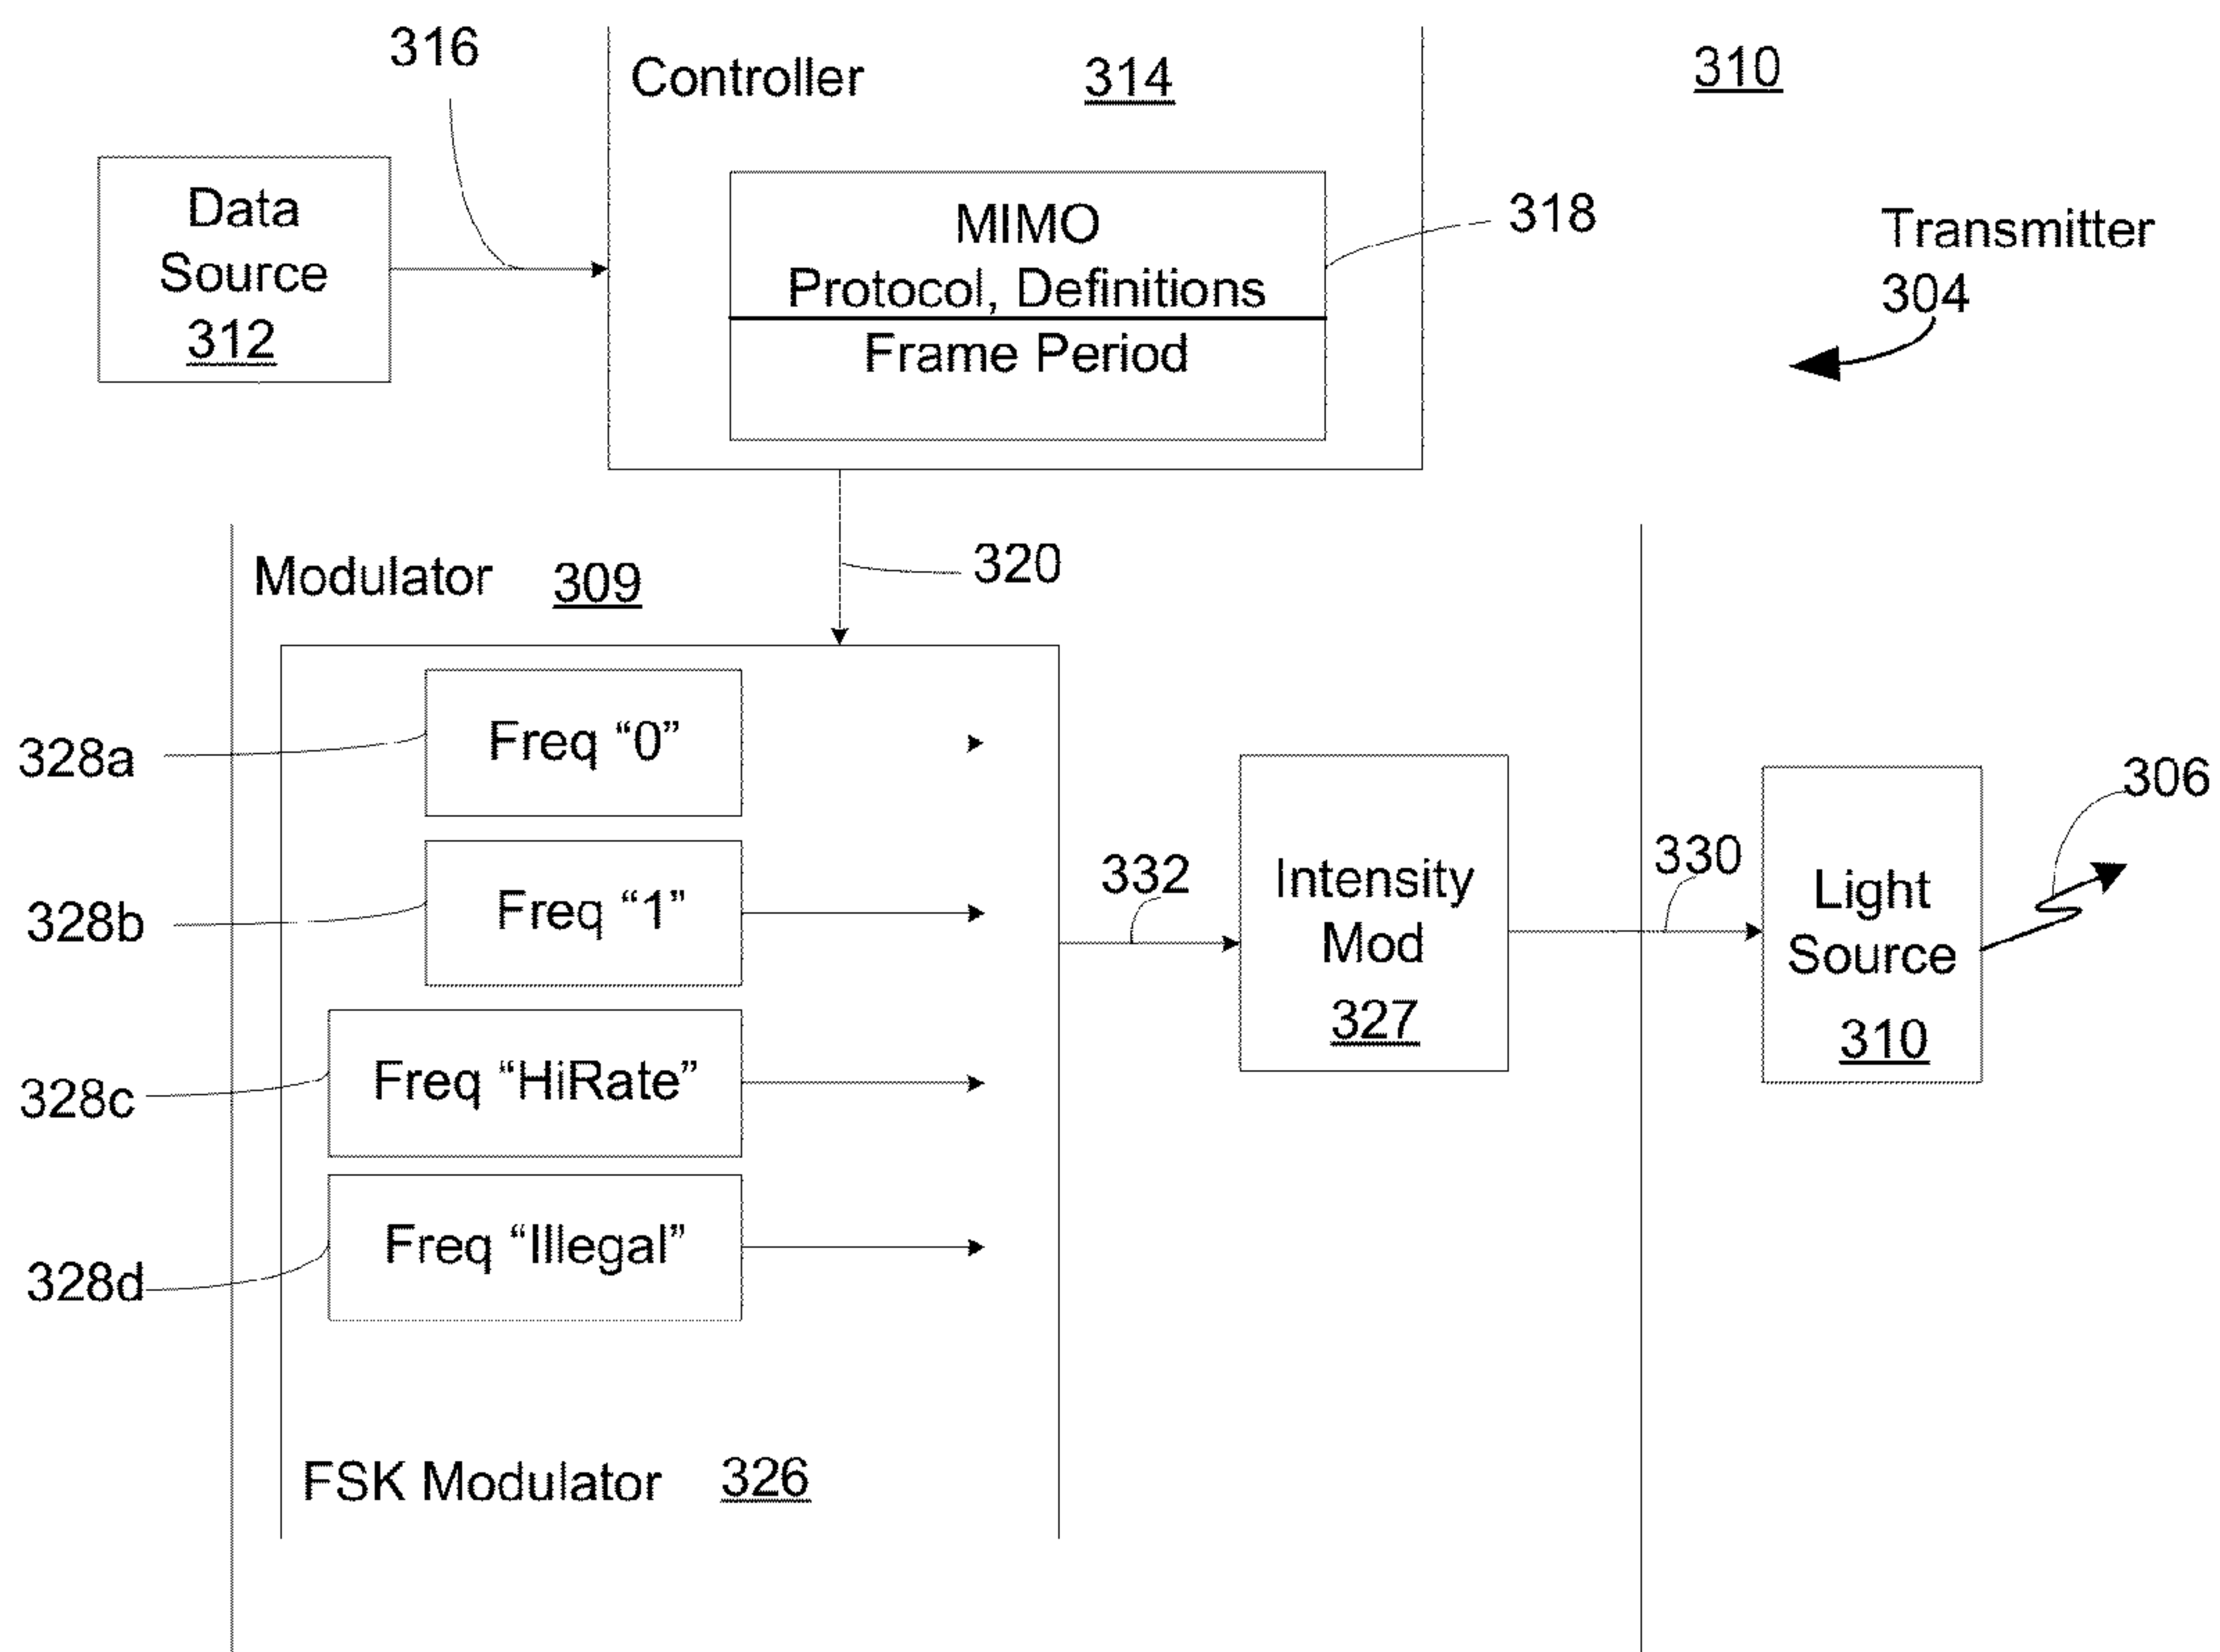 316
Controller
314
310
Data
Source
312
MIMO
Protocol, Definitions
Frame Period
318
Transmitter
304
320
Modulator
309
Freq “0”
328a
Freq “1”
328b
Freq “HiRate”
328c
Freq “Illegal”
328d
332
Intensity
Mod
327
330
Light
Source
310
306
FSK Modulator
326